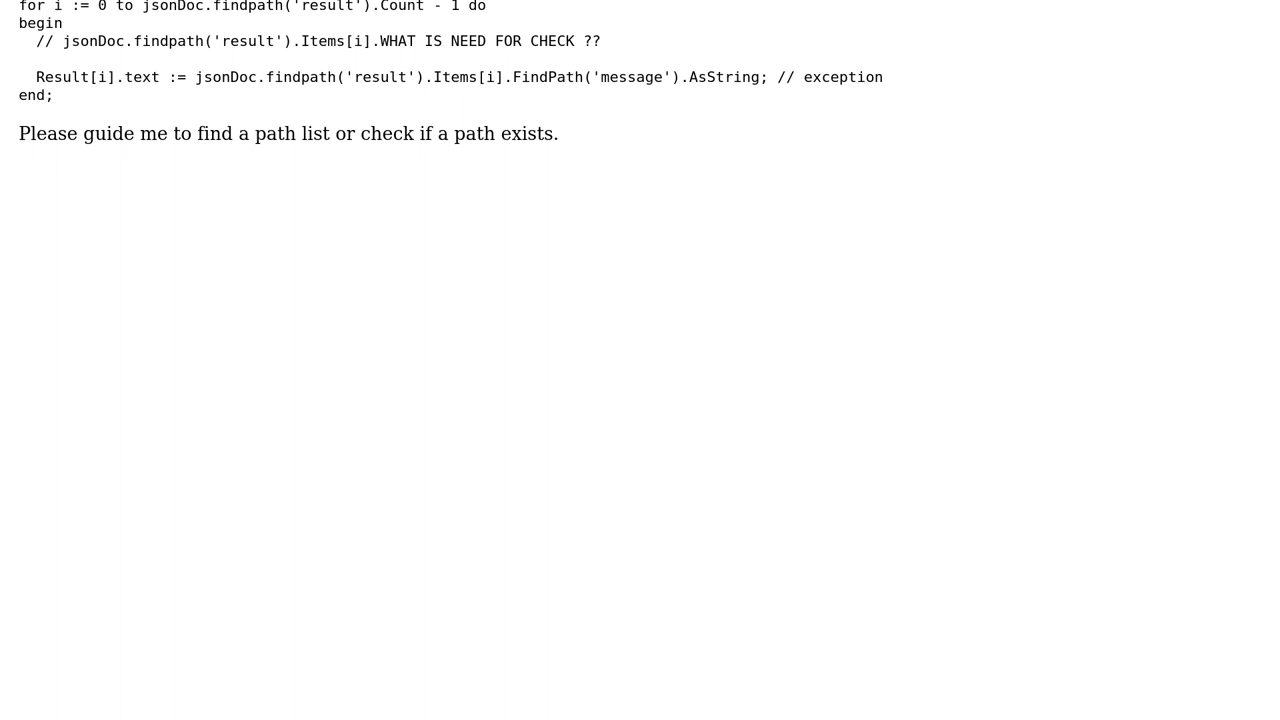 for i := 0 to jsonDoc.findpath('result').Count - 1 do
begin
  // jsonDoc.findpath('result').Items[i].WHAT IS NEED FOR CHECK ??

  Result[i].text := jsonDoc.findpath('result').Items[i].FindPath('message').AsString; // exception
end;
Please guide me to find a path list or check if a path exists.